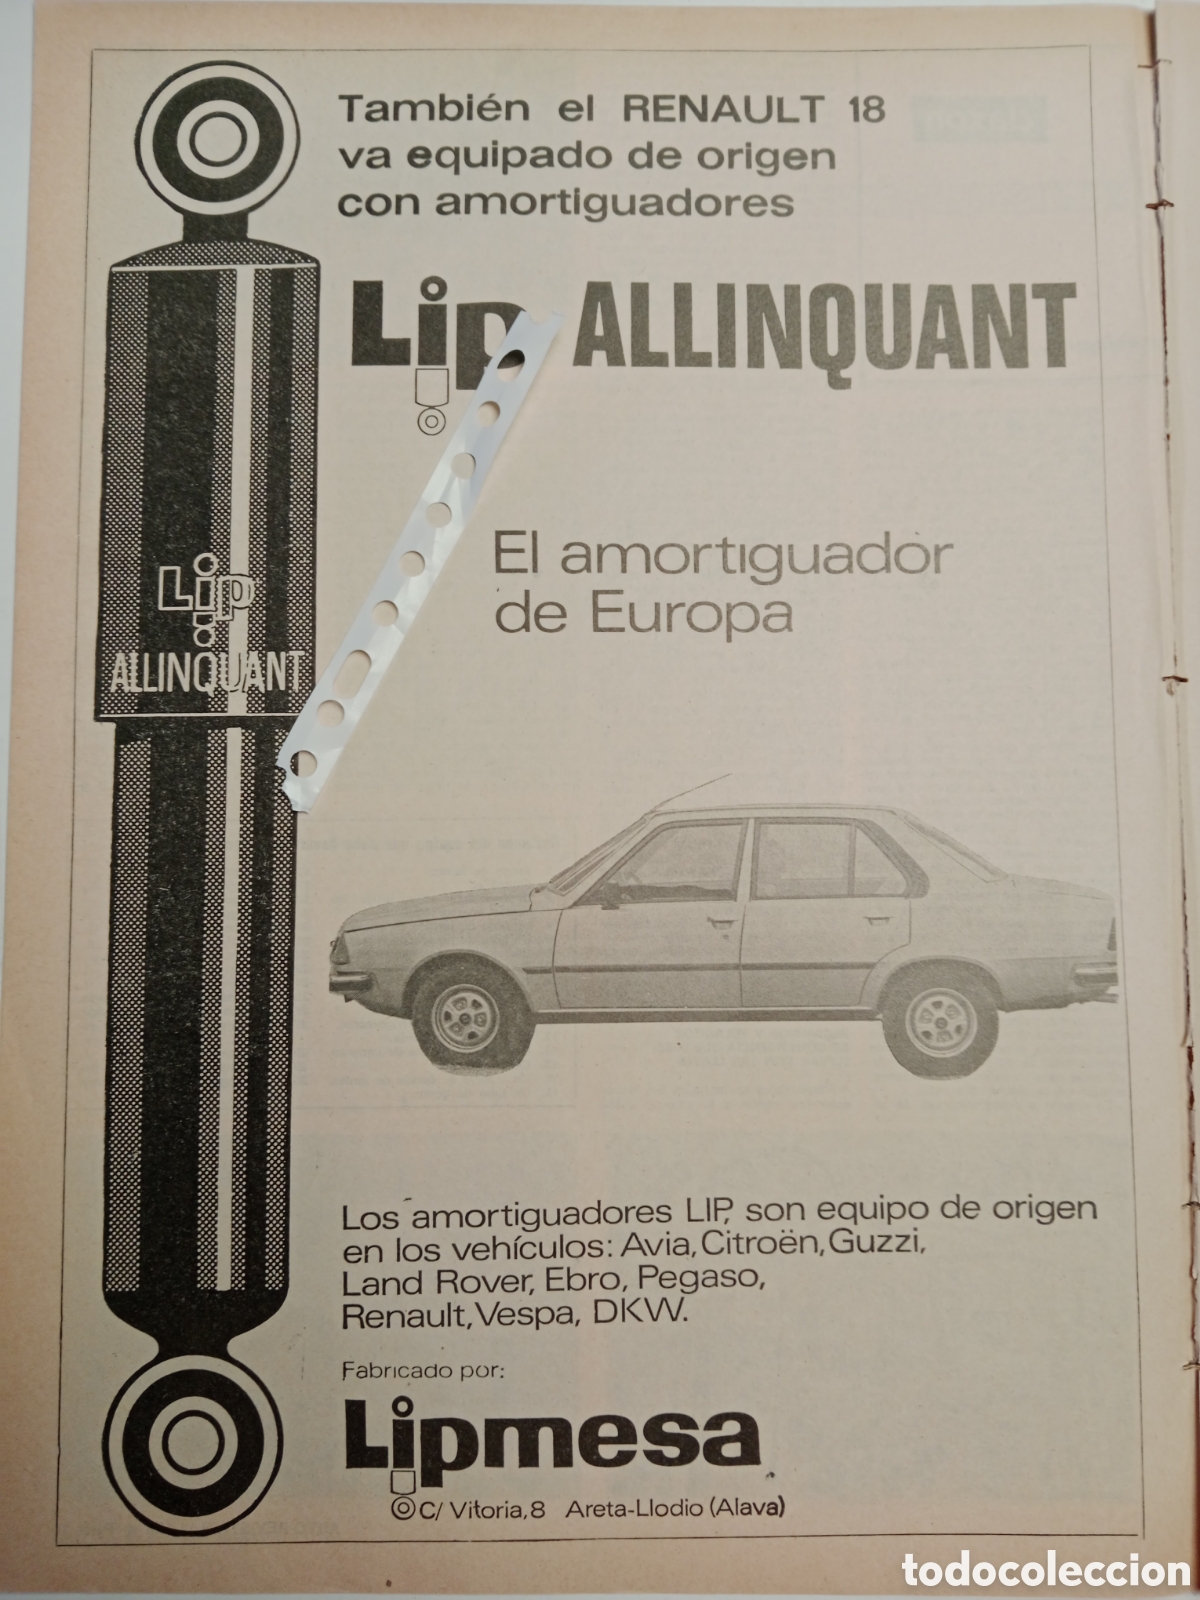 También el RENAULT 18
va equipado de origen
con amortiguadores
Lip ALLINQUANT
El amortiguador
de Europa
Lip
ALLINQUANT
Los amortiguadores LIP, son equipo de origen
en los vehículos: Avia, Citroën, Guzzi,
Land Rover, Ebro, Pegaso,
Renault, Vespa, DKW.
Fabricado por:
Lipmesa
C/ Vitoria, 8 Areta-Llodio (Alava)
todocoleccion